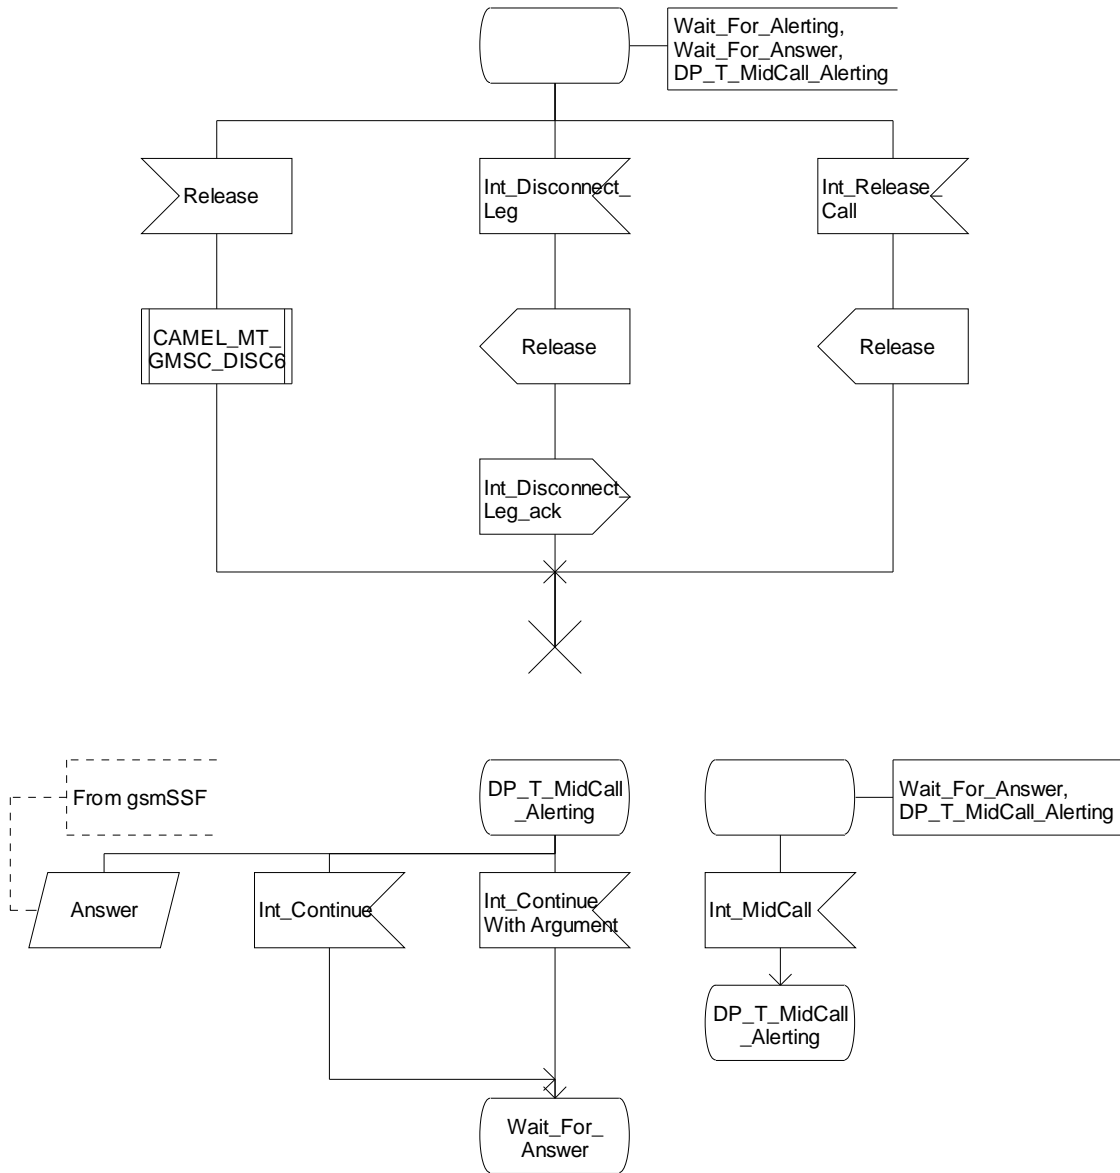 Wait_For_Alerting,
Wait_For_Answer,
DP_T_MidCall_Alerting
Release
Int_Disconnect_
Leg
Int_Release_
Call
CAMEL_MT_
GMSC_DISC6
Release
Release
Int_Disconnect_
Leg_ack
From gsmSSF
DP_T_MidCall
_Alerting
Wait_For_Answer,
DP_T_MidCall_Alerting
Answer
Int_Continue
Int_Continue_
With Argument
Int_MidCall
DP_T_MidCall
_Alerting
Wait_For_
Answer